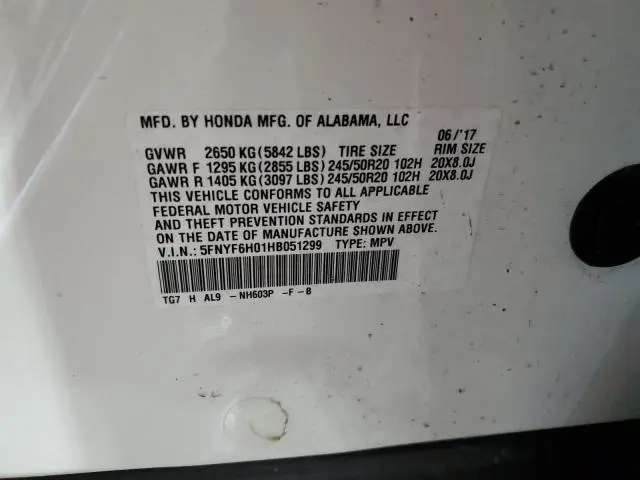 MFD. BY HONDA MFG. OF ALABAMA, LLC 06/'17
GVWR 2650 KG(5842 LBS) TIRE SIZE RIM SIZE
GAWR F 1295 KG(2855 LBS)245/50R20 102H 20X8.0J
GAWR R 1405 KG(3097 LBS)245/50R20 102H 20X8.0J
THIS VEHICLE CONFORMS TO ALL APPLICABLE
FEDERAL MOTOR VEHICLE SAFETY
AND THEFT PREVENTION STANDARDS IN EFFECT
ON THE DATE OF MANUFACTURE SHOWN ABOVE.
V.I.N.: 5FNYF6H01HB051299 TYPE: MPV
TG7 H AL9 -NH603P -F -B